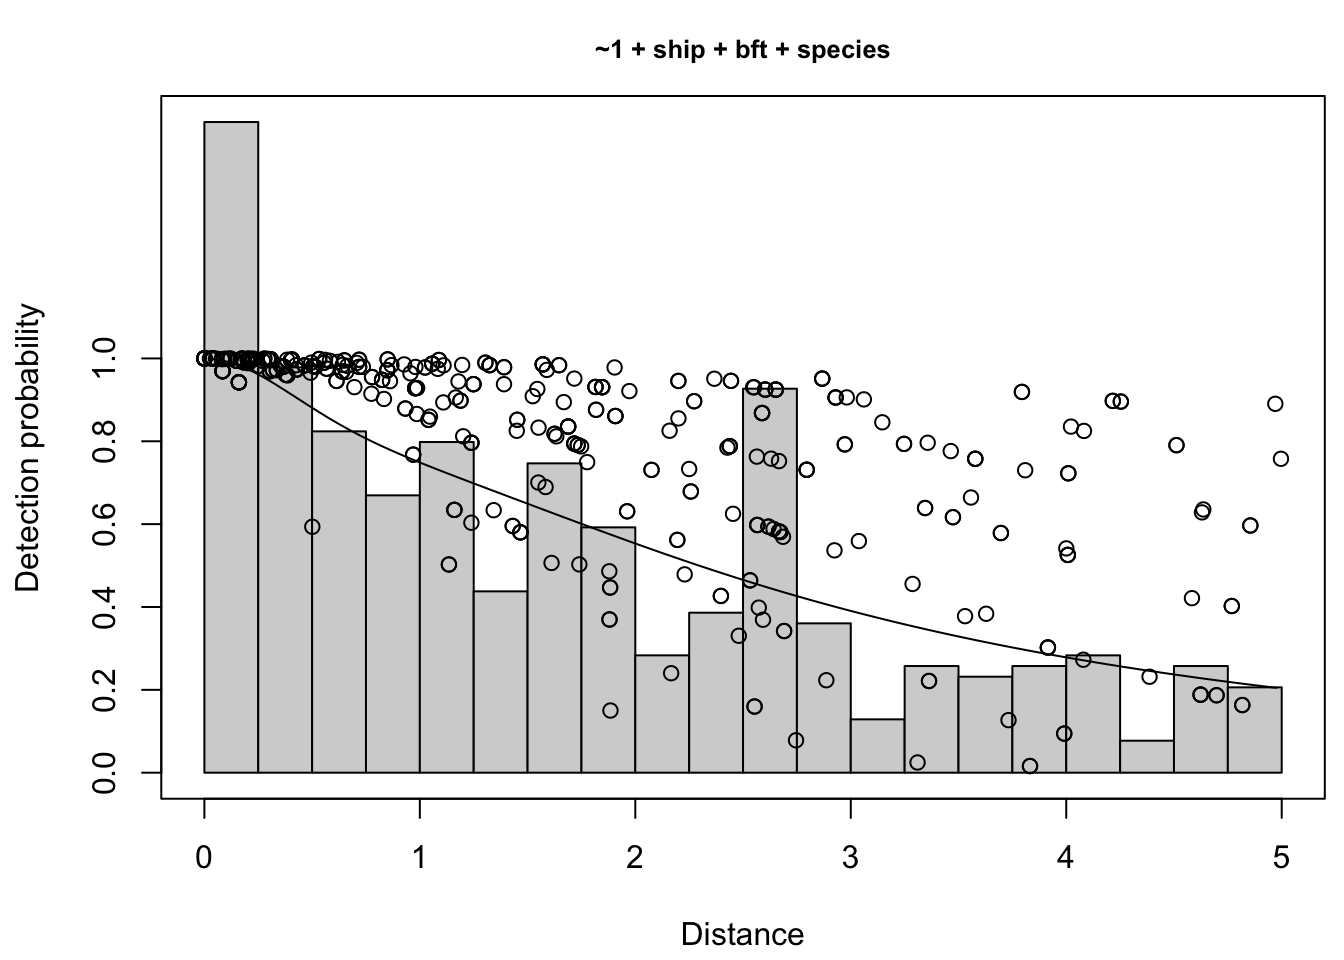 ~1 + ship + bft + species
Detection probability
1.0
0.8
0.6
0.4
0.2
0.0
0 1 2 3 4 5
Distance